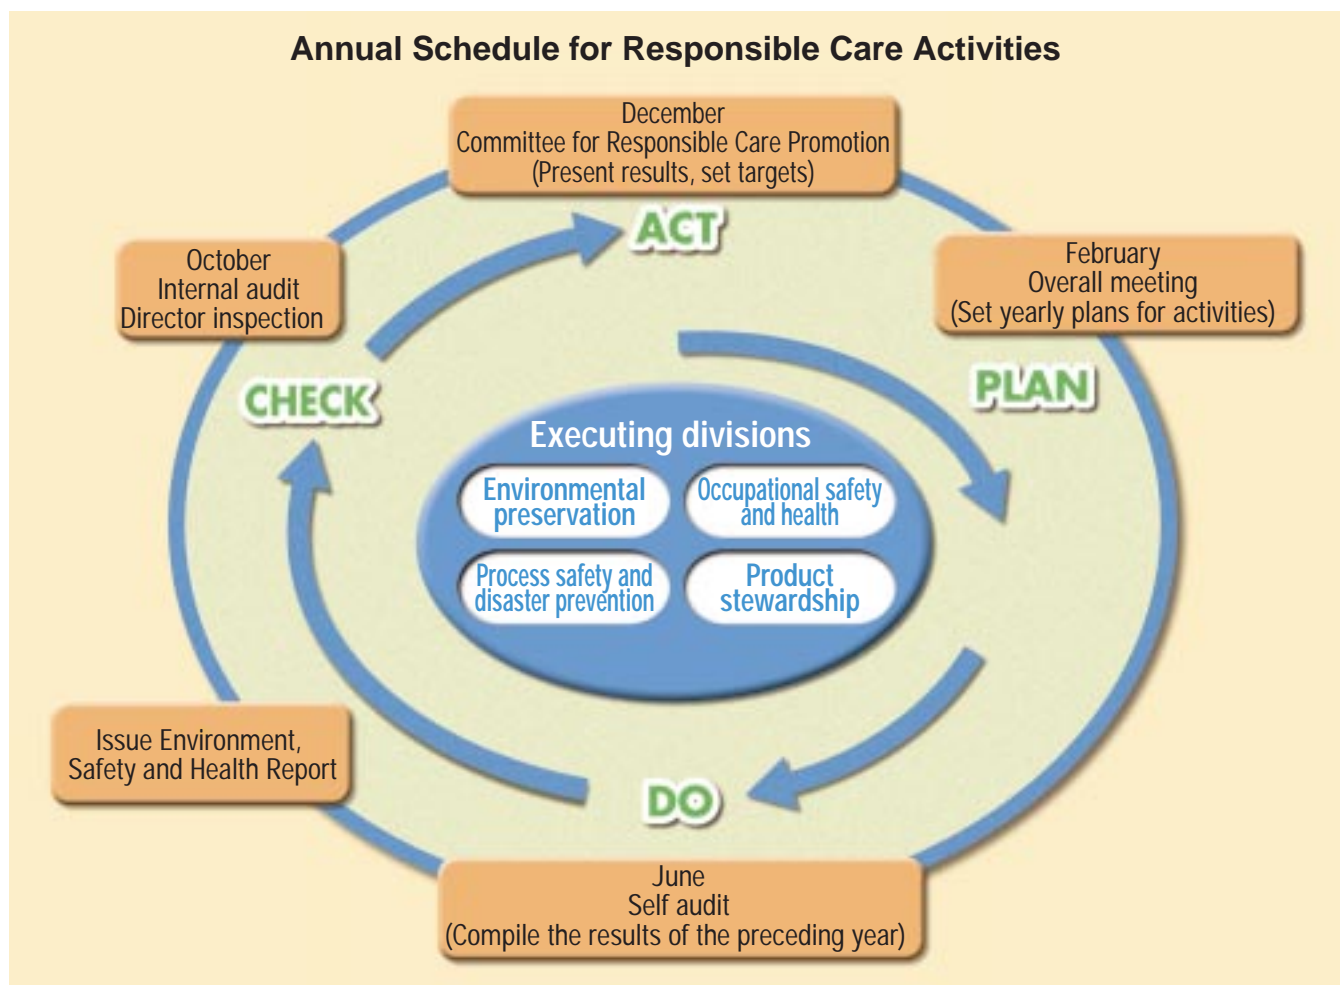 Annual Schedule for Responsible Care Activities
December
Committee for Responsible Care Promotion
(Present results, set targets)
ACT
October
Internal audit
Director inspection
February
Overall meeting
(Set yearly plans for activities)
CHECK
PLAN
Executing divisions
Environmental
preservation
Occupational safety
and health
Process safety and
disaster prevention
Product
stewardship
Issue Environment,
Safety and Health Report
DO
June
Self audit
(Compile the results of the preceding year)